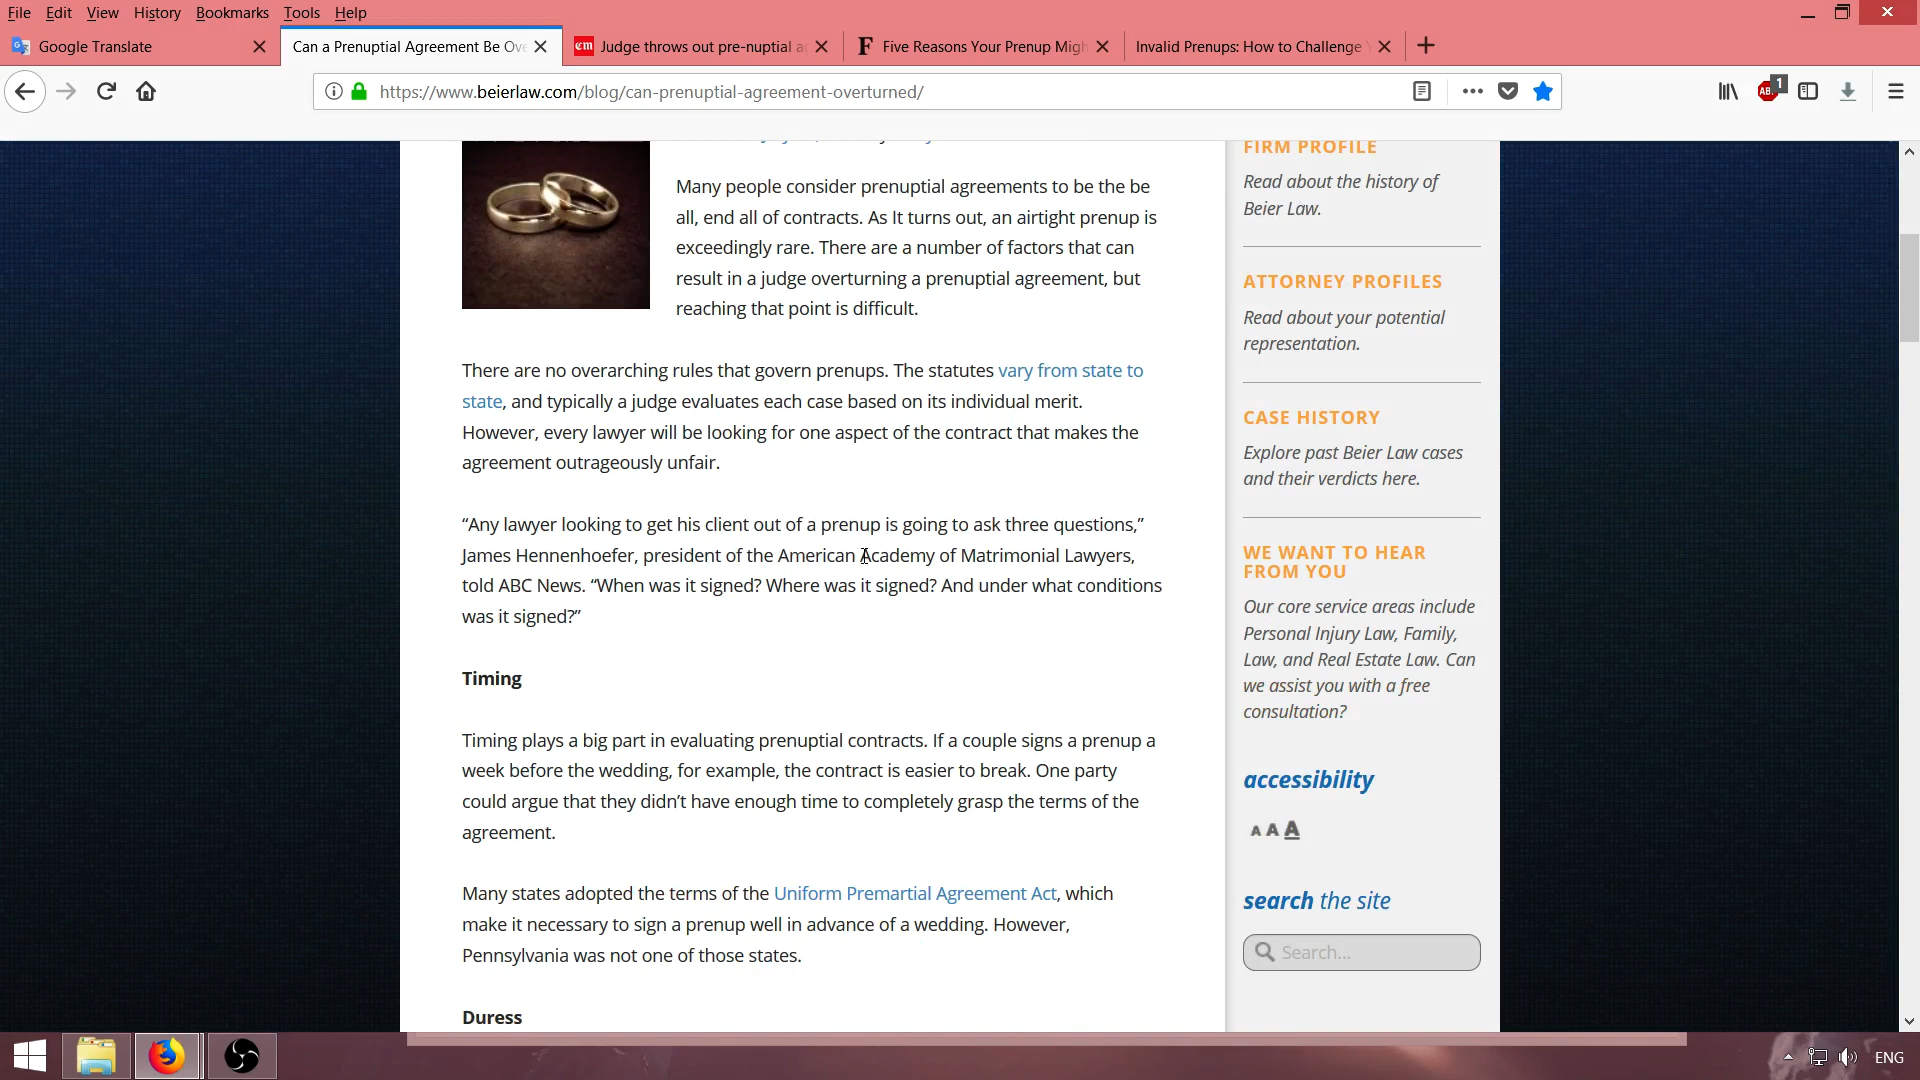 File Edit View History Bookmarks Tools Help
Google Translate
Can a Prenuptial Agreement Be Ove
Judge throws out pre-nuptial a
Five Reasons Your Prenup Migh
Invalid Prenups: How to Challenge
https://www.beierlaw.com/blog/can-prenuptial-agreement-overturned/
ABP
1
Many people consider prenuptial agreements to be the be
all, end all of contracts. As It turns out, an airtight prenup is
exceedingly rare. There are a number of factors that can
result in a judge overturning a prenuptial agreement, but
reaching that point is difficult.
There are no overarching rules that govern prenups. The statutes vary from state to
state, and typically a judge evaluates each case based on its individual merit.
However, every lawyer will be looking for one aspect of the contract that makes the
agreement outrageously unfair.
“Any lawyer looking to get his client out of a prenup is going to ask three questions,”
James Hennenhoefer, president of the American Academy of Matrimonial Lawyers,
told ABC News. “When was it signed? Where was it signed? And under what conditions
was it signed?”
Timing
Timing plays a big part in evaluating prenuptial contracts. If a couple signs a prenup a
week before the wedding, for example, the contract is easier to break. One party
could argue that they didn’t have enough time to completely grasp the terms of the
agreement.
Many states adopted the terms of the Uniform Premartial Agreement Act, which
make it necessary to sign a prenup well in advance of a wedding. However,
Pennsylvania was not one of those states.
Duress
FIRM PROFILE
Read about the history of
Beier Law.
ATTORNEY PROFILES
Read about your potential
representation.
CASE HISTORY
Explore past Beier Law cases
and their verdicts here.
WE WANT TO HEAR
FROM YOU
Our core service areas include
Personal Injury Law, Family,
Law, and Real Estate Law. Can
we assist you with a free
consultation?
accessibility
A A A
search the site
Search...
ENG